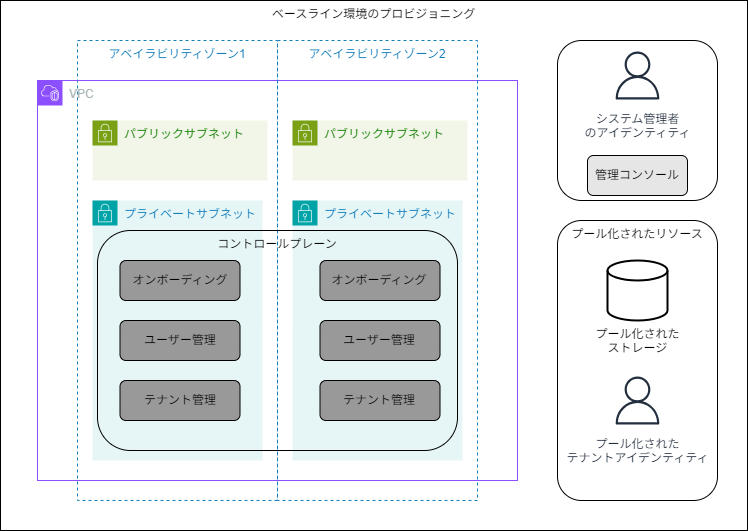 ベースライン環境のプロビジョニング
アベイラビリティゾーン1
アベイラビリティゾーン2
VPC
パブリックサブネット
パブリックサブネット
プライベートサブネット
プライベートサブネット
コントロールプレーン
オンボーディング
オンボーディング
ユーザー管理
ユーザー管理
テナント管理
テナント管理
システム管理者
のアイデンティティ
管理コンソール
プール化されたリソース
プール化された
ストレージ
プール化された
テナントアイデンティティ